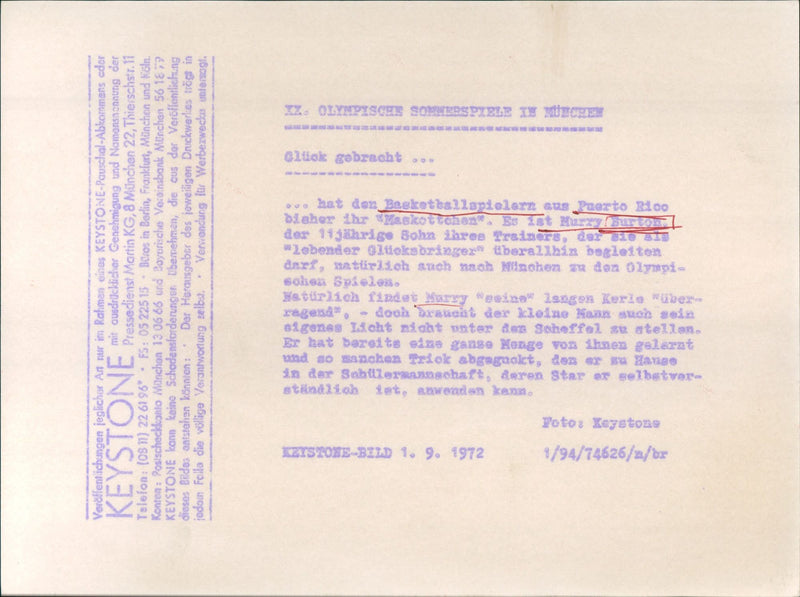 XX. OLYMPISCHE SOMMERSPIELE IN MÜNCHEN
Glück gebracht ...
... hat den Basketballspielern aus Puerto Rico
bisher ihr "Maskottchen". Es ist Murry Burton,
der 11jährige Sohn ihres Trainers, der sie als
"lebender Glücksbringer" überallhin begleiten
darf, natürlich auch nach München zu den Olympi-
schen Spielen.
Natürlich findet Murry "seine" langen Kerle "über-
ragend", - doch braucht der kleine Mann auch sein
eigenes Licht nicht unter den Scheffel zu stellen.
Er hat bereits eine ganze Menge von ihnen gelernt
und so manchen Trick abgeguckt, den er zu Hause
in der Schülermannschaft, deren Star er selbstver-
ständlich ist, anwenden kann.
Foto: Keystone
KEYSTONE-BILD 1. 9. 1972 1/94/74626/n/br
Veröffentlichungen jeglicher Art nur im Rahmen eines KEYSTONE-Pauschal-Abkommens oder
mit ausdrücklicher Genehmigung und Namensnennung der
KEYSTONE Pressedienst Martin KG, 8 München 22, Thierschstr. 11
Telefon: (0811) 22 61 96* · FS: 05 22515 · Büros in Berlin, Frankfurt, München und Köln.
Konten: Postscheckkonto München 13 06 66 und Bayerische Vereinsbank München 56 18 79
KEYSTONE kann keine Schadensforderungen übernehmen, die aus der Veröffentlichung
dieses Bildes entstehen könnten: · Der Herausgeber des jeweiligen Druckwerkes trägt in
jedem Falle die völlige Verantwortung selbst. · Verwendung für Werbezwecke untersagt.